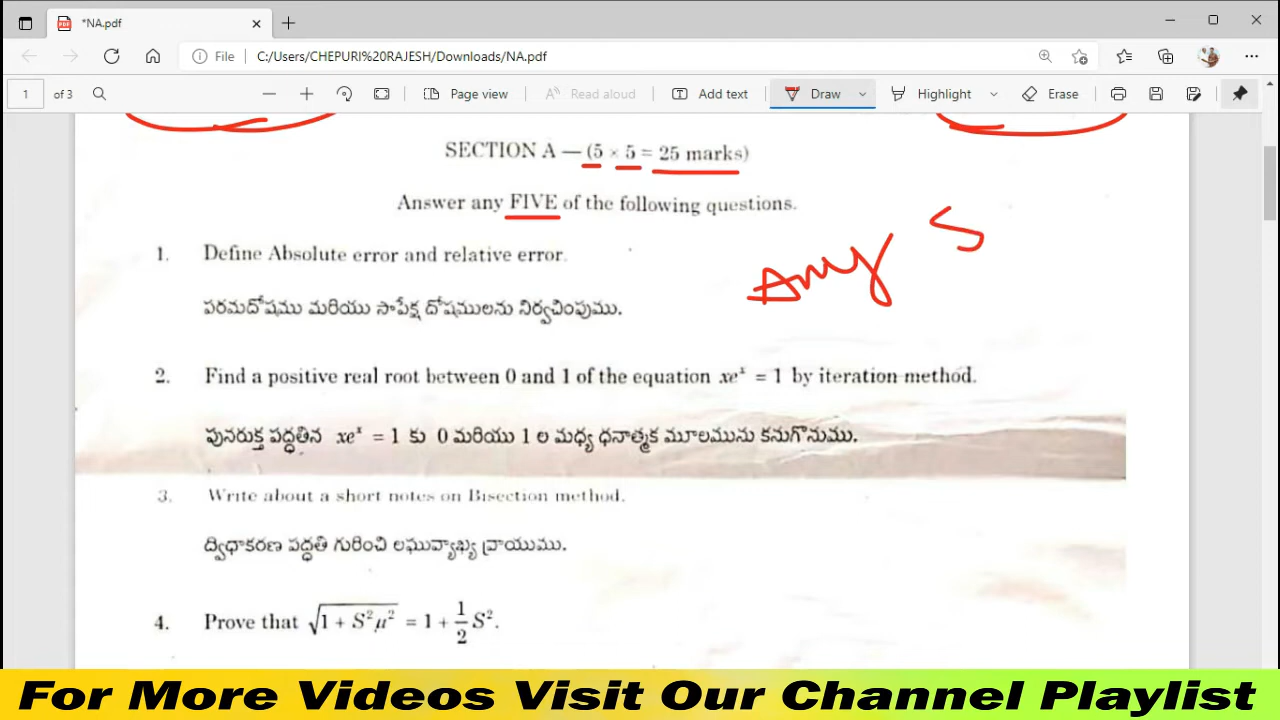 *NA.pdf
File C:/Users/CHEPURI%20RAJESH/Downloads/NA.pdf
1 of 3 Page view Read aloud Add text Draw Highlight Erase
SECTION A — (5 × 5 = 25 marks)
Answer any FIVE of the following questions.
Any 5
1. Define Absolute error and relative error.
పరమదోషము మరియు సాపేక్ష దోషములను నిర్వచింపుము.
2. Find a positive real root between 0 and 1 of the equation xeˣ = 1 by iteration method.
పునరుక్త పద్ధతిన xeˣ = 1 కు 0 మరియు 1 ల మధ్య ధనాత్మక మూలమును కనుగొనుము.
3. Write about a short notes on Bisection method.
ద్విధాకరణ పద్ధతి గురించి లఘువ్యాఖ్య వ్రాయుము.
4. Prove that √(1 + S²μ²) = 1 + 1/2 S².
For More Videos Visit Our Channel Playlist